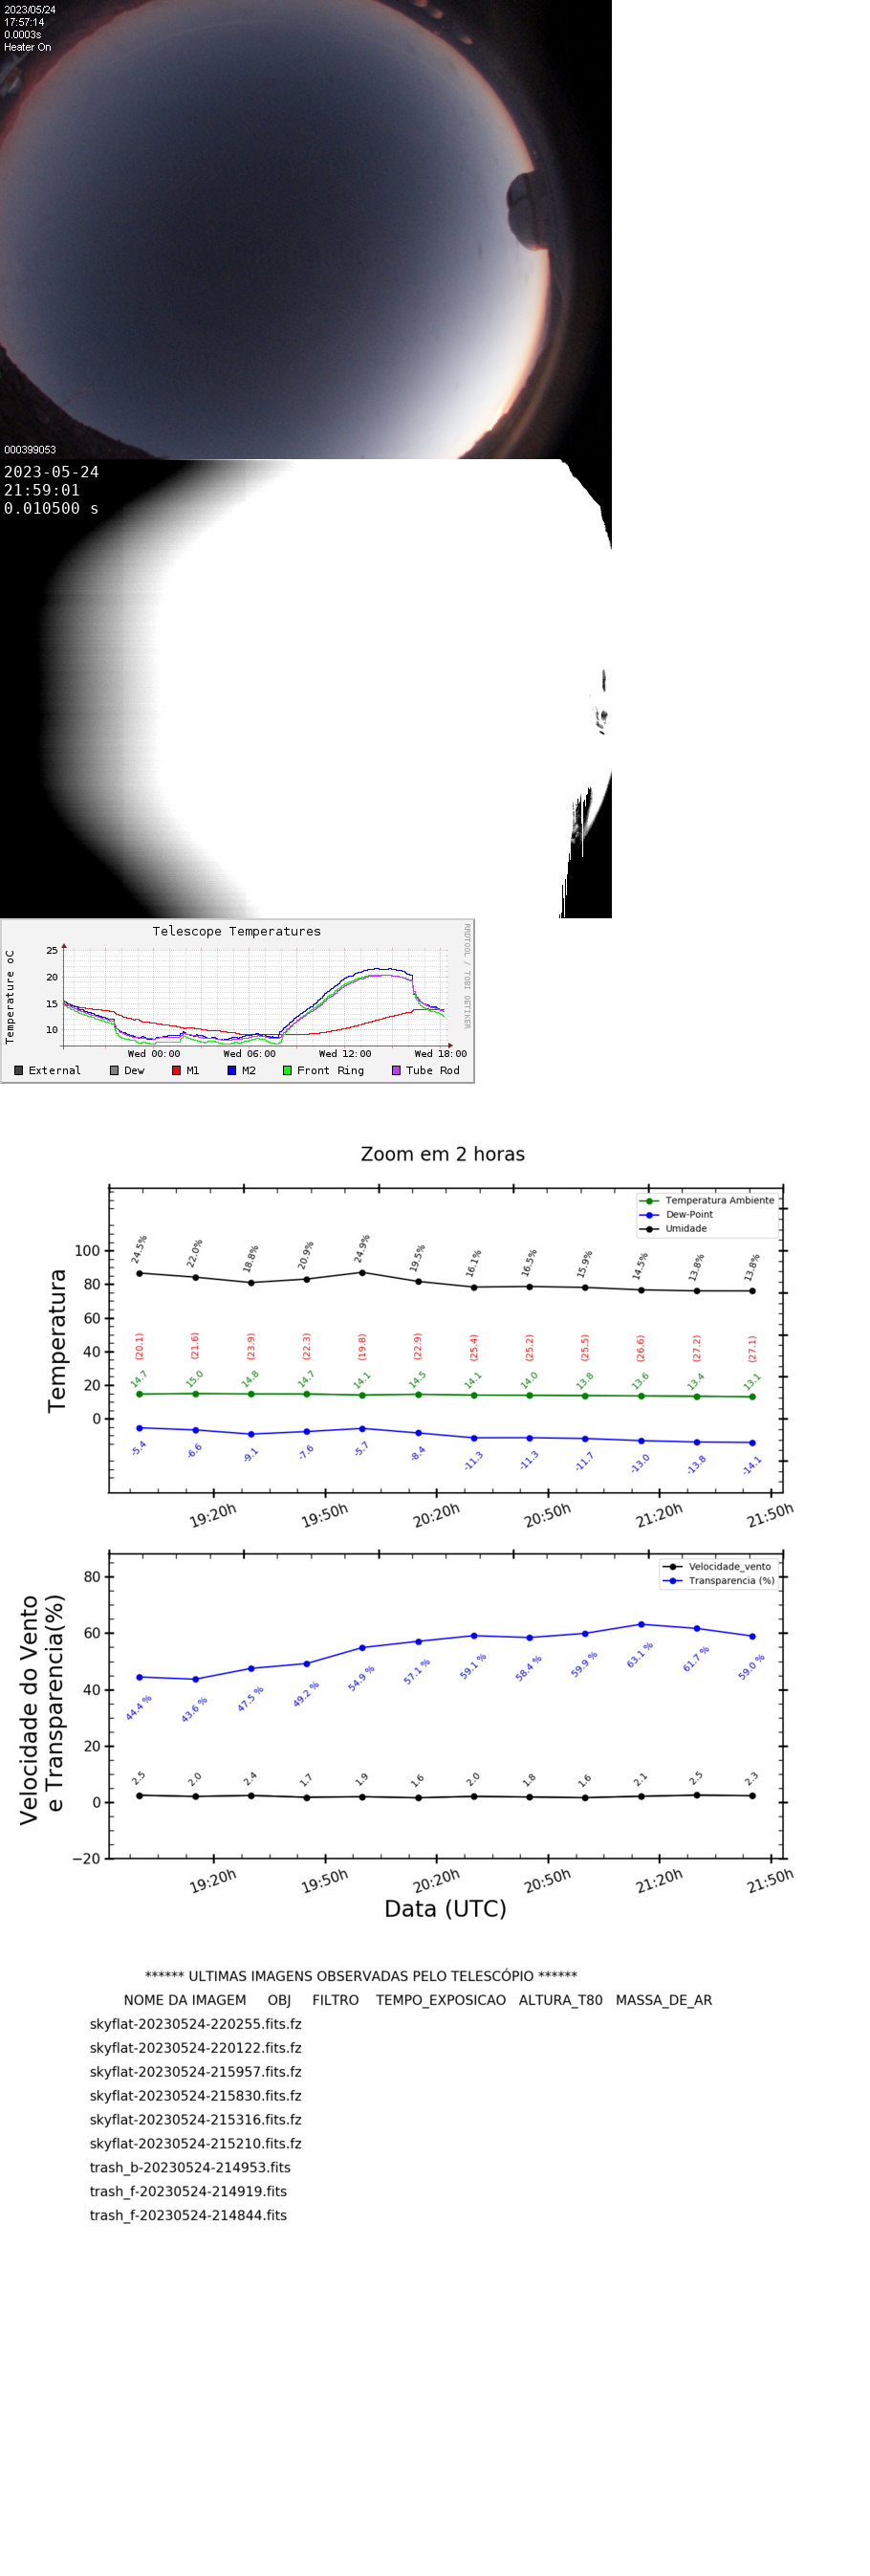 2023/05/24
17:57:14
0.0003s
Heater On
000399053
2023-05-24
21:59:01
0.010500 s
Telescope Temperatures
RRDTOOL / TOBI OETIKER
Temperature oC
25
20
15
10
Wed 00:00 Wed 06:00 Wed 12:00 Wed 18:00
External Dew M1 M2 Front Ring Tube Rod
Zoom em 2 horas
Temperatura Ambiente
Dew-Point
Umidade
Temperatura
100
80
60
40
20
0
24.5% 22.0% 18.8% 20.9% 24.9% 19.5% 16.1% 16.5% 15.9% 14.5% 13.8% 13.8%
(20.1) (21.6) (23.9) (22.3) (19.8) (22.9) (25.4) (25.2) (25.5) (26.6) (27.2) (27.1)
14.7 15.0 14.8 14.7 14.1 14.5 14.1 14.0 13.8 13.6 13.4 13.1
-5.4 -6.6 -9.1 -7.6 -5.7 -8.4 -11.3 -11.3 -11.7 -13.0 -13.8 -14.1
19:20h 19:50h 20:20h 20:50h 21:20h 21:50h
Velocidade_vento
Transparencia (%)
Velocidade do Vento
e Transparencia(%)
80
60
40
20
0
−20
44.4 % 43.6 % 47.5 % 49.2 % 54.9 % 57.1 % 59.1 % 58.4 % 59.9 % 63.1 % 61.7 % 59.0 %
2.5 2.0 2.4 1.7 1.9 1.6 2.0 1.8 1.6 2.1 2.5 2.3
19:20h 19:50h 20:20h 20:50h 21:20h 21:50h
Data (UTC)
****** ULTIMAS IMAGENS OBSERVADAS PELO TELESCÓPIO ******
NOME DA IMAGEM OBJ FILTRO TEMPO_EXPOSICAO ALTURA_T80 MASSA_DE_AR
skyflat-20230524-220255.fits.fz
skyflat-20230524-220122.fits.fz
skyflat-20230524-215957.fits.fz
skyflat-20230524-215830.fits.fz
skyflat-20230524-215316.fits.fz
skyflat-20230524-215210.fits.fz
trash_b-20230524-214953.fits
trash_f-20230524-214919.fits
trash_f-20230524-214844.fits